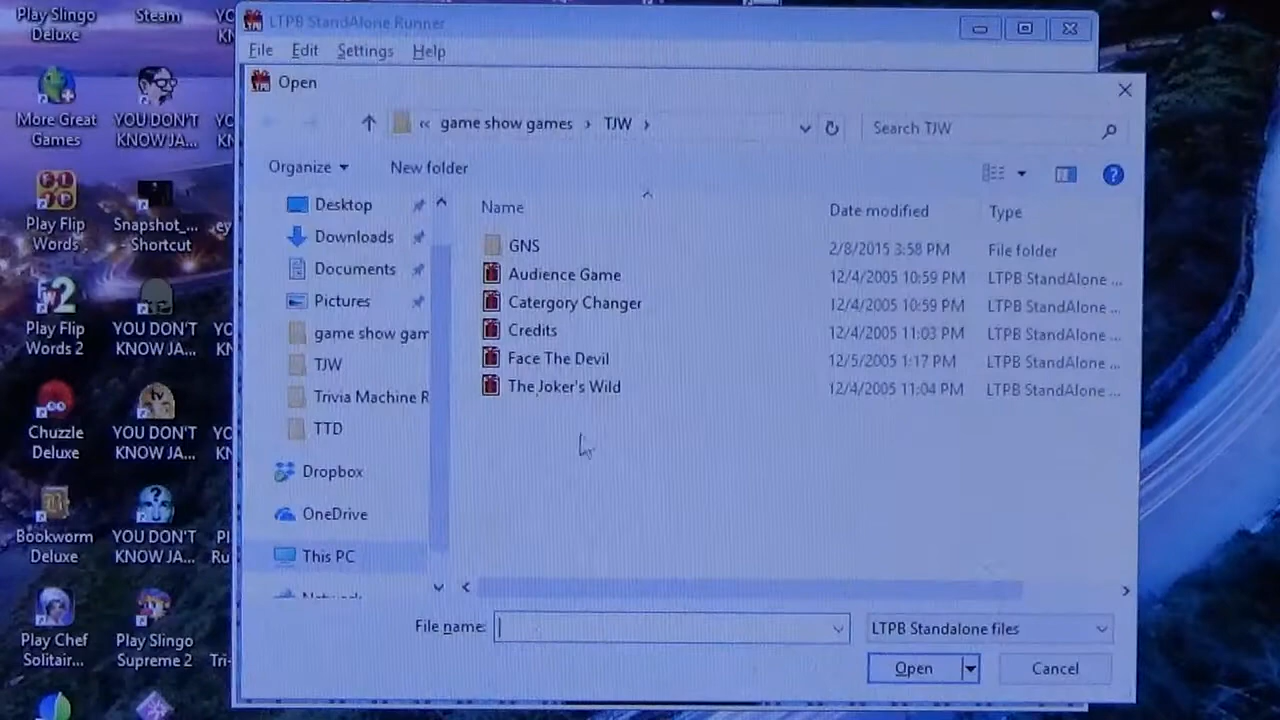 Play Slingo
Deluxe
Steam
YOU
LTPB StandAlone Runner
File Edit Settings Help
Open
« game show games › TJW ›
Search TJW
Organize
New folder
Name
Date modified
Type
GNS
2/8/2015 3:58 PM
File folder
Audience Game
12/4/2005 10:59 PM
LTPB StandAlone ...
Catergory Changer
12/4/2005 10:59 PM
LTPB StandAlone ...
Credits
12/4/2005 11:03 PM
LTPB StandAlone ...
Face The Devil
12/5/2005 1:17 PM
LTPB StandAlone ...
The Joker's Wild
12/4/2005 11:04 PM
LTPB StandAlone ...
Desktop
Downloads
Documents
Pictures
game show gam
TJW
Trivia Machine R
TTD
Dropbox
OneDrive
This PC
File name:
LTPB Standalone files
Open
Cancel
More Great
Games
YOU DON'T
KNOW JA...
Play Flip
Words
Snapshot_...
- Shortcut
Play Flip
Words 2
YOU DON'T
KNOW JA...
Chuzzle
Deluxe
YOU DON'T
KNOW JA...
Bookworm
Deluxe
YOU DON'T
KNOW JA...
Play Chef
Solitair...
Play Slingo
Supreme 2
Tri-